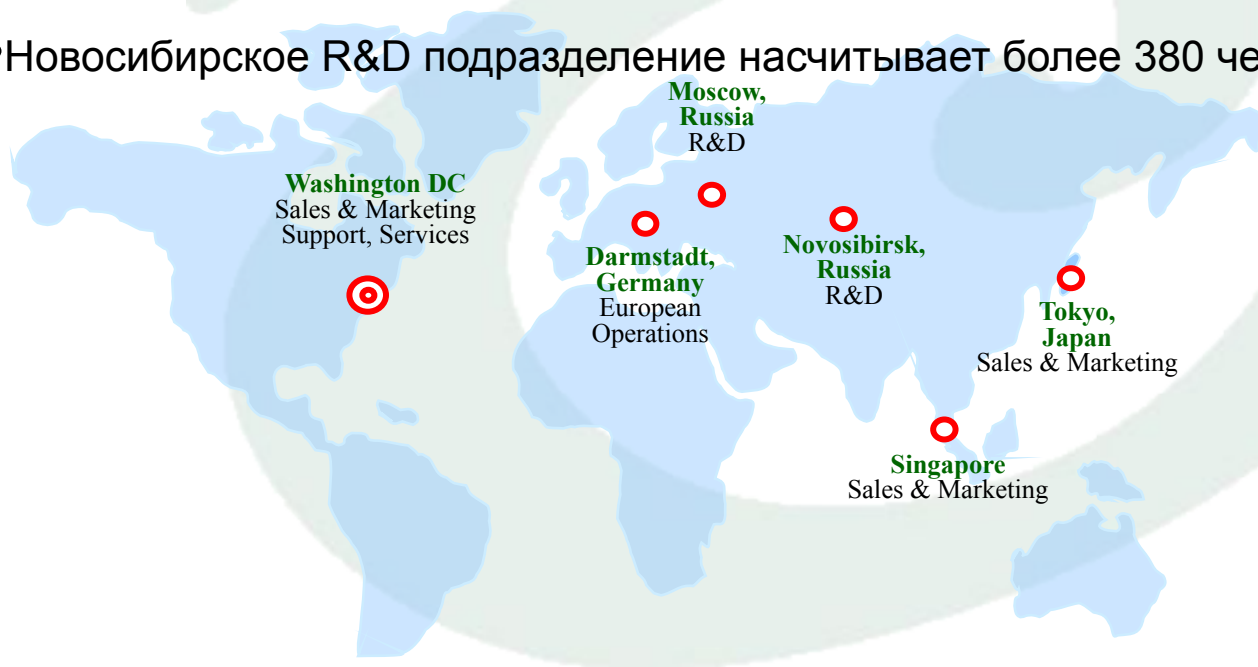 Новосибирское R&D подразделение насчитывает более 380 че
Moscow,
Russia
R&D
Washington DC
Sales & Marketing
Support, Services
Darmstadt,
Germany
European
Operations
Novosibirsk,
Russia
R&D
Tokyo,
Japan
Sales & Marketing
Singapore
Sales & Marketing